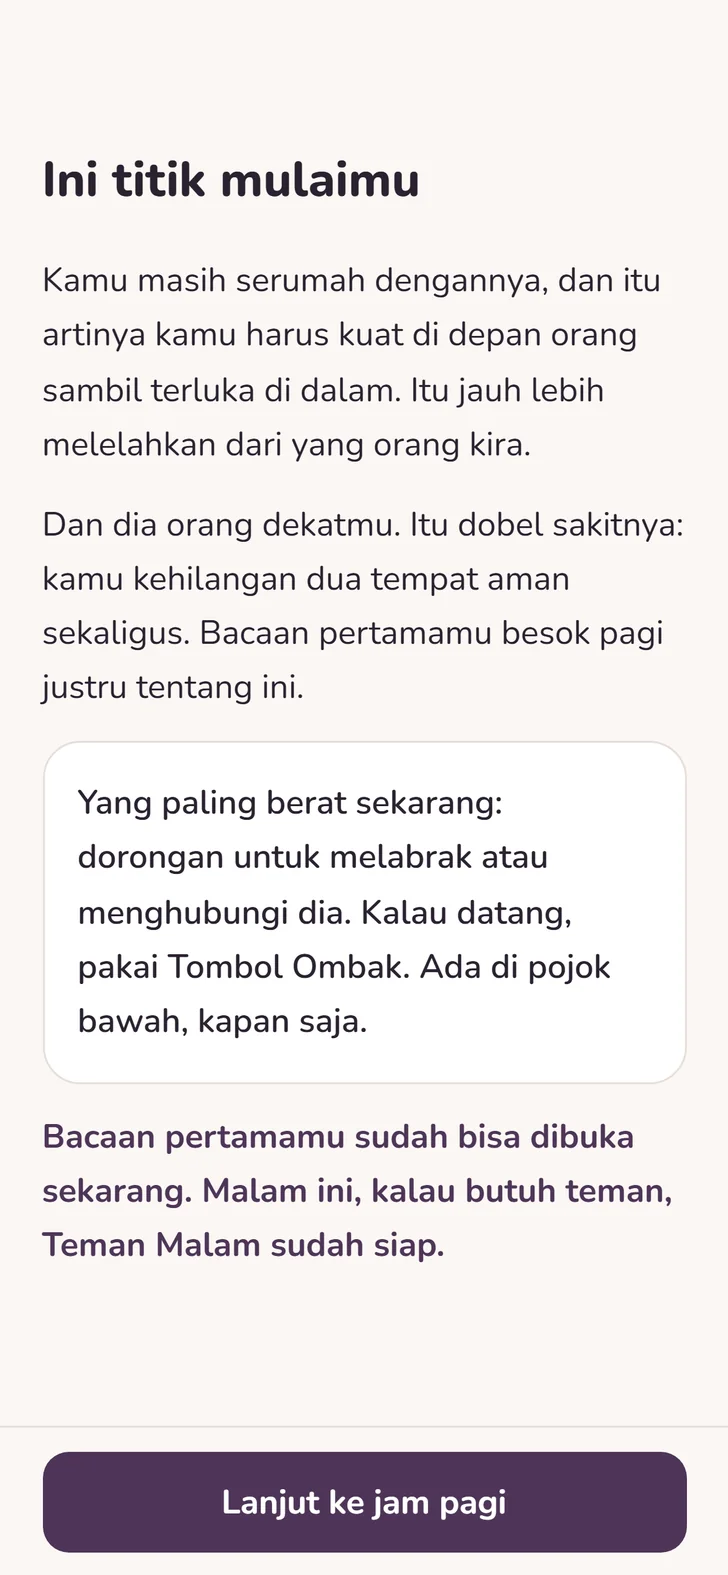 Ini titik mulaimu
Kamu masih serumah dengannya, dan itu
artinya kamu harus kuat di depan orang
sambil terluka di dalam. Itu jauh lebih
melelahkan dari yang orang kira.
Dan dia orang dekatmu. Itu dobel sakitnya:
kamu kehilangan dua tempat aman
sekaligus. Bacaan pertamamu besok pagi
justru tentang ini.
Yang paling berat sekarang:
dorongan untuk melabrak atau
menghubungi dia. Kalau datang,
pakai Tombol Ombak. Ada di pojok
bawah, kapan saja.
Bacaan pertamamu sudah bisa dibuka
sekarang. Malam ini, kalau butuh teman,
Teman Malam sudah siap.
Lanjut ke jam pagi